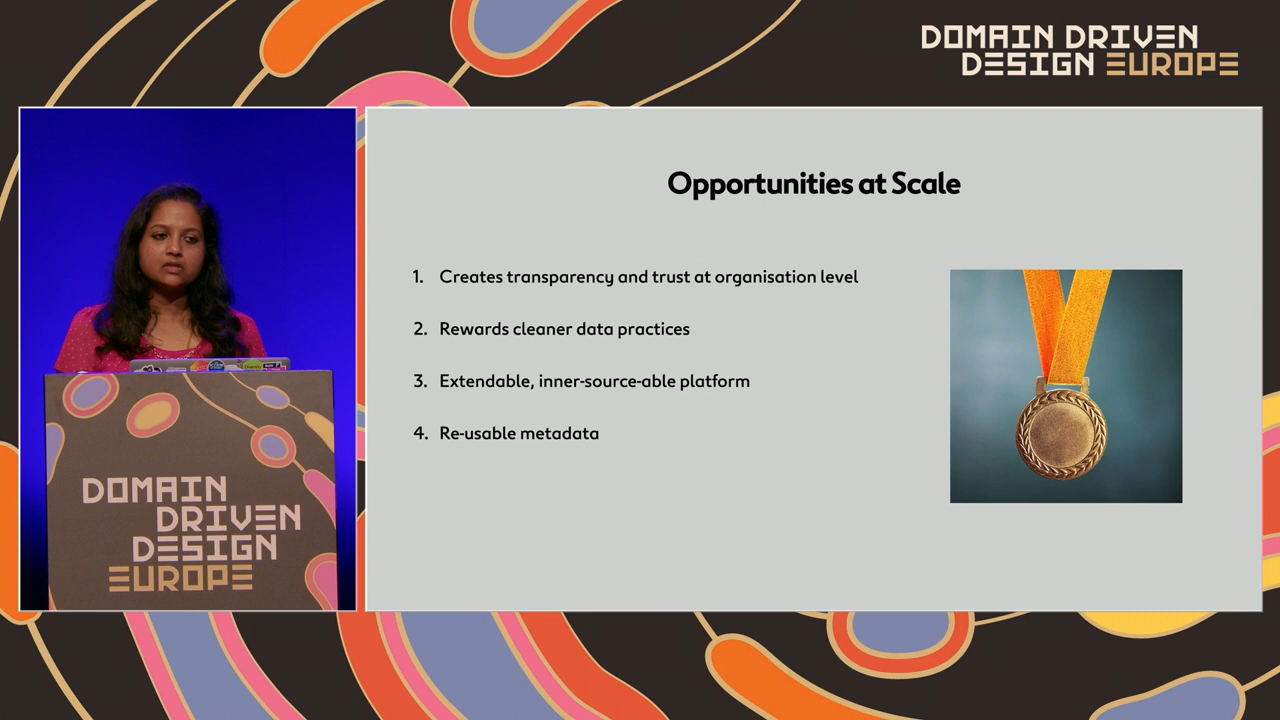 DOMAIN DRIVEN
DESIGN EUROPE
Opportunities at Scale
1. Creates transparency and trust at organisation level
2. Rewards cleaner data practices
3. Extendable, inner-source-able platform
4. Re-usable metadata
DOMAIN
DRIVEN
DESIGN
EUROPE